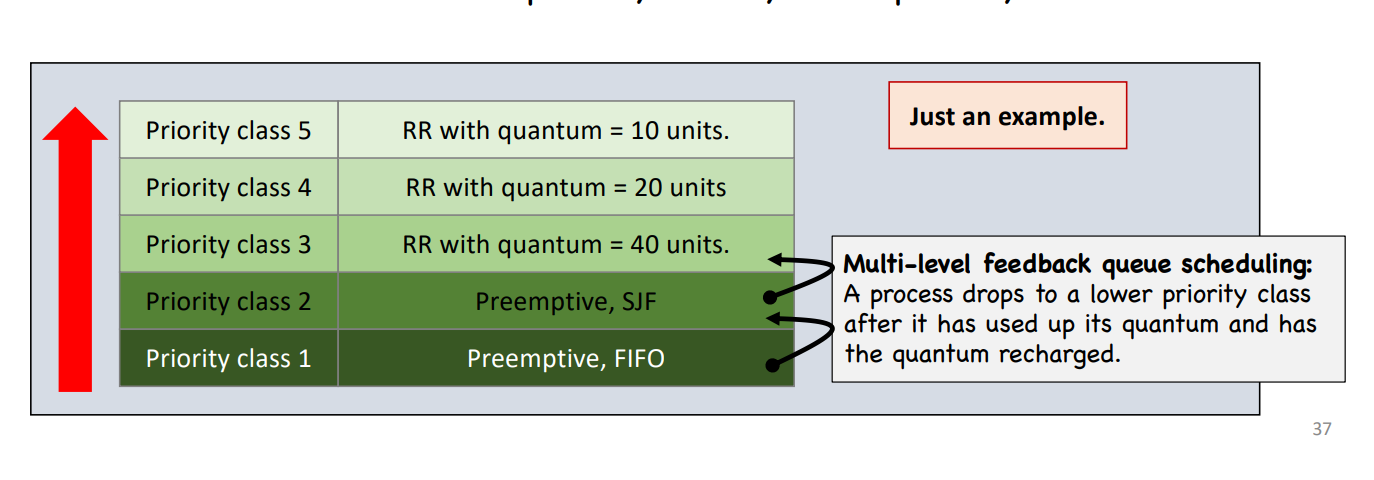 Just an example.
Priority class 5 RR with quantum = 10 units.
Priority class 4 RR with quantum = 20 units
Priority class 3 RR with quantum = 40 units.
Priority class 2 Preemptive, SJF
Priority class 1 Preemptive, FIFO
Multi-level feedback queue scheduling:
A process drops to a lower priority class
after it has used up its quantum and has
the quantum recharged.
37